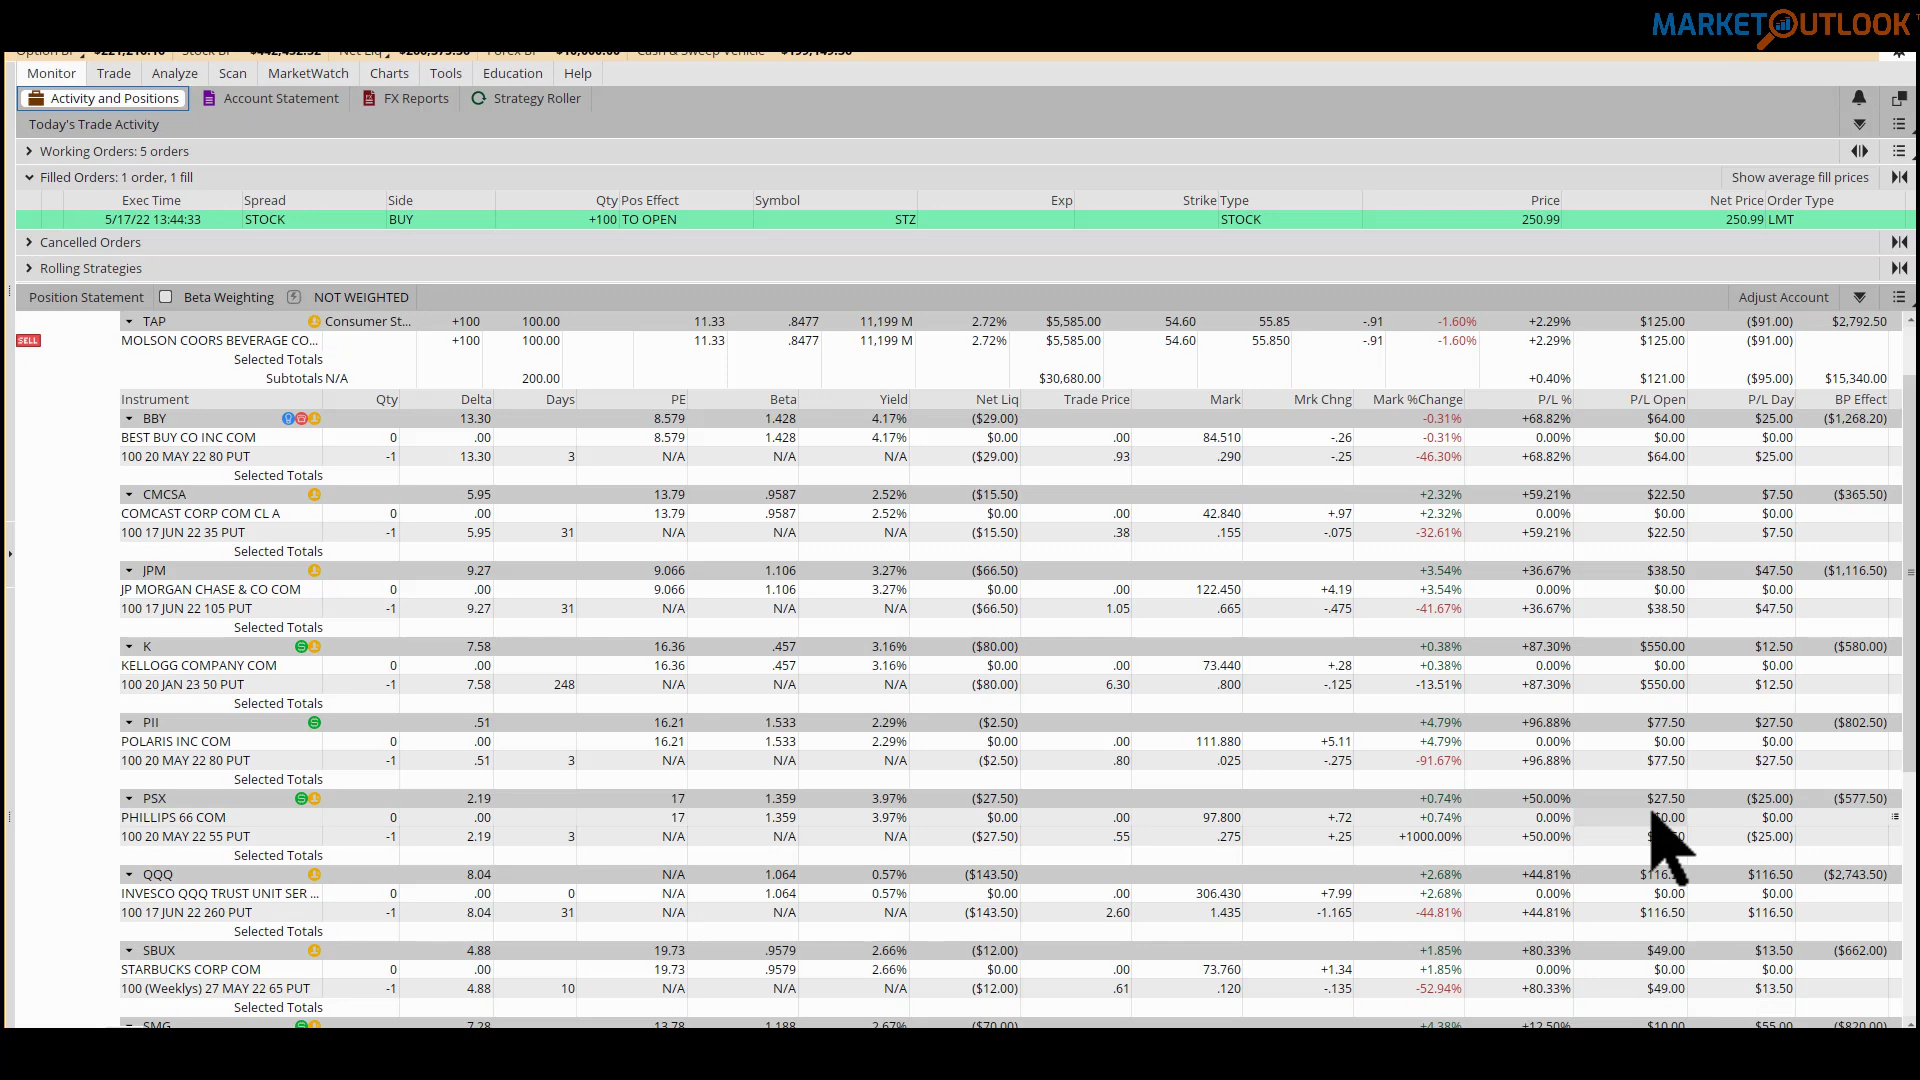 MARKETOUTLOOK
Monitor Trade Analyze Scan MarketWatch Charts Tools Education Help
Activity and Positions Account Statement FX Reports Strategy Roller
Today's Trade Activity
Working Orders: 5 orders
Filled Orders: 1 order, 1 fill Show average fill prices
Exec Time Spread Side Qty Pos Effect Symbol Exp Strike Type Price Net Price Order Type
5/17/22 13:44:33 STOCK BUY +100 TO OPEN STZ STOCK 250.99 250.99 LMT
Cancelled Orders
Rolling Strategies
Position Statement Beta Weighting NOT WEIGHTED Adjust Account
TAP Consumer St... +100 100.00 11.33 .8477 11,199 M 2.72% $5,585.00 54.60 55.85 -.91 -1.60% +2.29% $125.00 ($91.00) $2,792.50
SELL MOLSON COORS BEVERAGE CO... +100 100.00 11.33 .8477 11,199 M 2.72% $5,585.00 54.60 55.850 -.91 -1.60% +2.29% $125.00 ($91.00)
Selected Totals
Subtotals N/A 200.00 $30,680.00 +0.40% $121.00 ($95.00) $15,340.00
Instrument Qty Delta Days PE Beta Yield Net Liq Trade Price Mark Mrk Chng Mark %Change P/L % P/L Open P/L Day BP Effect
BBY 13.30 8.579 1.428 4.17% ($29.00) -0.31% +68.82% $64.00 $25.00 ($1,268.20)
BEST BUY CO INC COM 0 .00 8.579 1.428 4.17% $0.00 .00 84.510 -.26 -0.31% 0.00% $0.00 $0.00
100 20 MAY 22 80 PUT -1 13.30 3 N/A N/A N/A ($29.00) .93 .290 -.25 -46.30% +68.82% $64.00 $25.00
Selected Totals
CMCSA 5.95 13.79 .9587 2.52% ($15.50) +2.32% +59.21% $22.50 $7.50 ($365.50)
COMCAST CORP COM CL A 0 .00 13.79 .9587 2.52% $0.00 .00 42.840 +.97 +2.32% 0.00% $0.00 $0.00
100 17 JUN 22 35 PUT -1 5.95 31 N/A N/A N/A ($15.50) .38 .155 -.075 -32.61% +59.21% $22.50 $7.50
Selected Totals
JPM 9.27 9.066 1.106 3.27% ($66.50) +3.54% +36.67% $38.50 $47.50 ($1,116.50)
JP MORGAN CHASE & CO COM 0 .00 9.066 1.106 3.27% $0.00 .00 122.450 +4.19 +3.54% 0.00% $0.00 $0.00
100 17 JUN 22 105 PUT -1 9.27 31 N/A N/A N/A ($66.50) 1.05 .665 -.475 -41.67% +36.67% $38.50 $47.50
Selected Totals
K 7.58 16.36 .457 3.16% ($80.00) +0.38% +87.30% $550.00 $12.50 ($580.00)
KELLOGG COMPANY COM 0 .00 16.36 .457 3.16% $0.00 .00 73.440 +.28 +0.38% 0.00% $0.00 $0.00
100 20 JAN 23 50 PUT -1 7.58 248 N/A N/A N/A ($80.00) 6.30 .800 -.125 -13.51% +87.30% $550.00 $12.50
Selected Totals
PII .51 16.21 1.533 2.29% ($2.50) +4.79% +96.88% $77.50 $27.50 ($802.50)
POLARIS INC COM 0 .00 16.21 1.533 2.29% $0.00 .00 111.880 +5.11 +4.79% 0.00% $0.00 $0.00
100 20 MAY 22 80 PUT -1 .51 3 N/A N/A N/A ($2.50) .80 .025 -.275 -91.67% +96.88% $77.50 $27.50
Selected Totals
PSX 2.19 17 1.359 3.97% ($27.50) +0.74% +50.00% $27.50 ($25.00) ($577.50)
PHILLIPS 66 COM 0 .00 17 1.359 3.97% $0.00 .00 97.800 +.72 +0.74% 0.00% $0.00 $0.00
100 20 MAY 22 55 PUT -1 2.19 3 N/A N/A N/A ($27.50) .55 .275 +.25 +1000.00% +50.00% ($25.00)
Selected Totals
QQQ 8.04 N/A 1.064 0.57% ($143.50) +2.68% +44.81% $116.50 ($2,743.50)
INVESCO QQQ TRUST UNIT SER ... 0 .00 0 N/A 1.064 0.57% $0.00 .00 306.430 +7.99 +2.68% 0.00% $0.00 $0.00
100 17 JUN 22 260 PUT -1 8.04 31 N/A N/A N/A ($143.50) 2.60 1.435 -1.165 -44.81% +44.81% $116.50 $116.50
Selected Totals
SBUX 4.88 19.73 .9579 2.66% ($12.00) +1.85% +80.33% $49.00 $13.50 ($662.00)
STARBUCKS CORP COM 0 .00 19.73 .9579 2.66% $0.00 .00 73.760 +1.34 +1.85% 0.00% $0.00 $0.00
100 (Weeklys) 27 MAY 22 65 PUT -1 4.88 10 N/A N/A N/A ($12.00) .61 .120 -.135 -52.94% +80.33% $49.00 $13.50
Selected Totals
SMG 7.28 13.78 1.188 2.67% ($70.00) +4.38% +12.50% $10.00 $55.00 ($820.00)